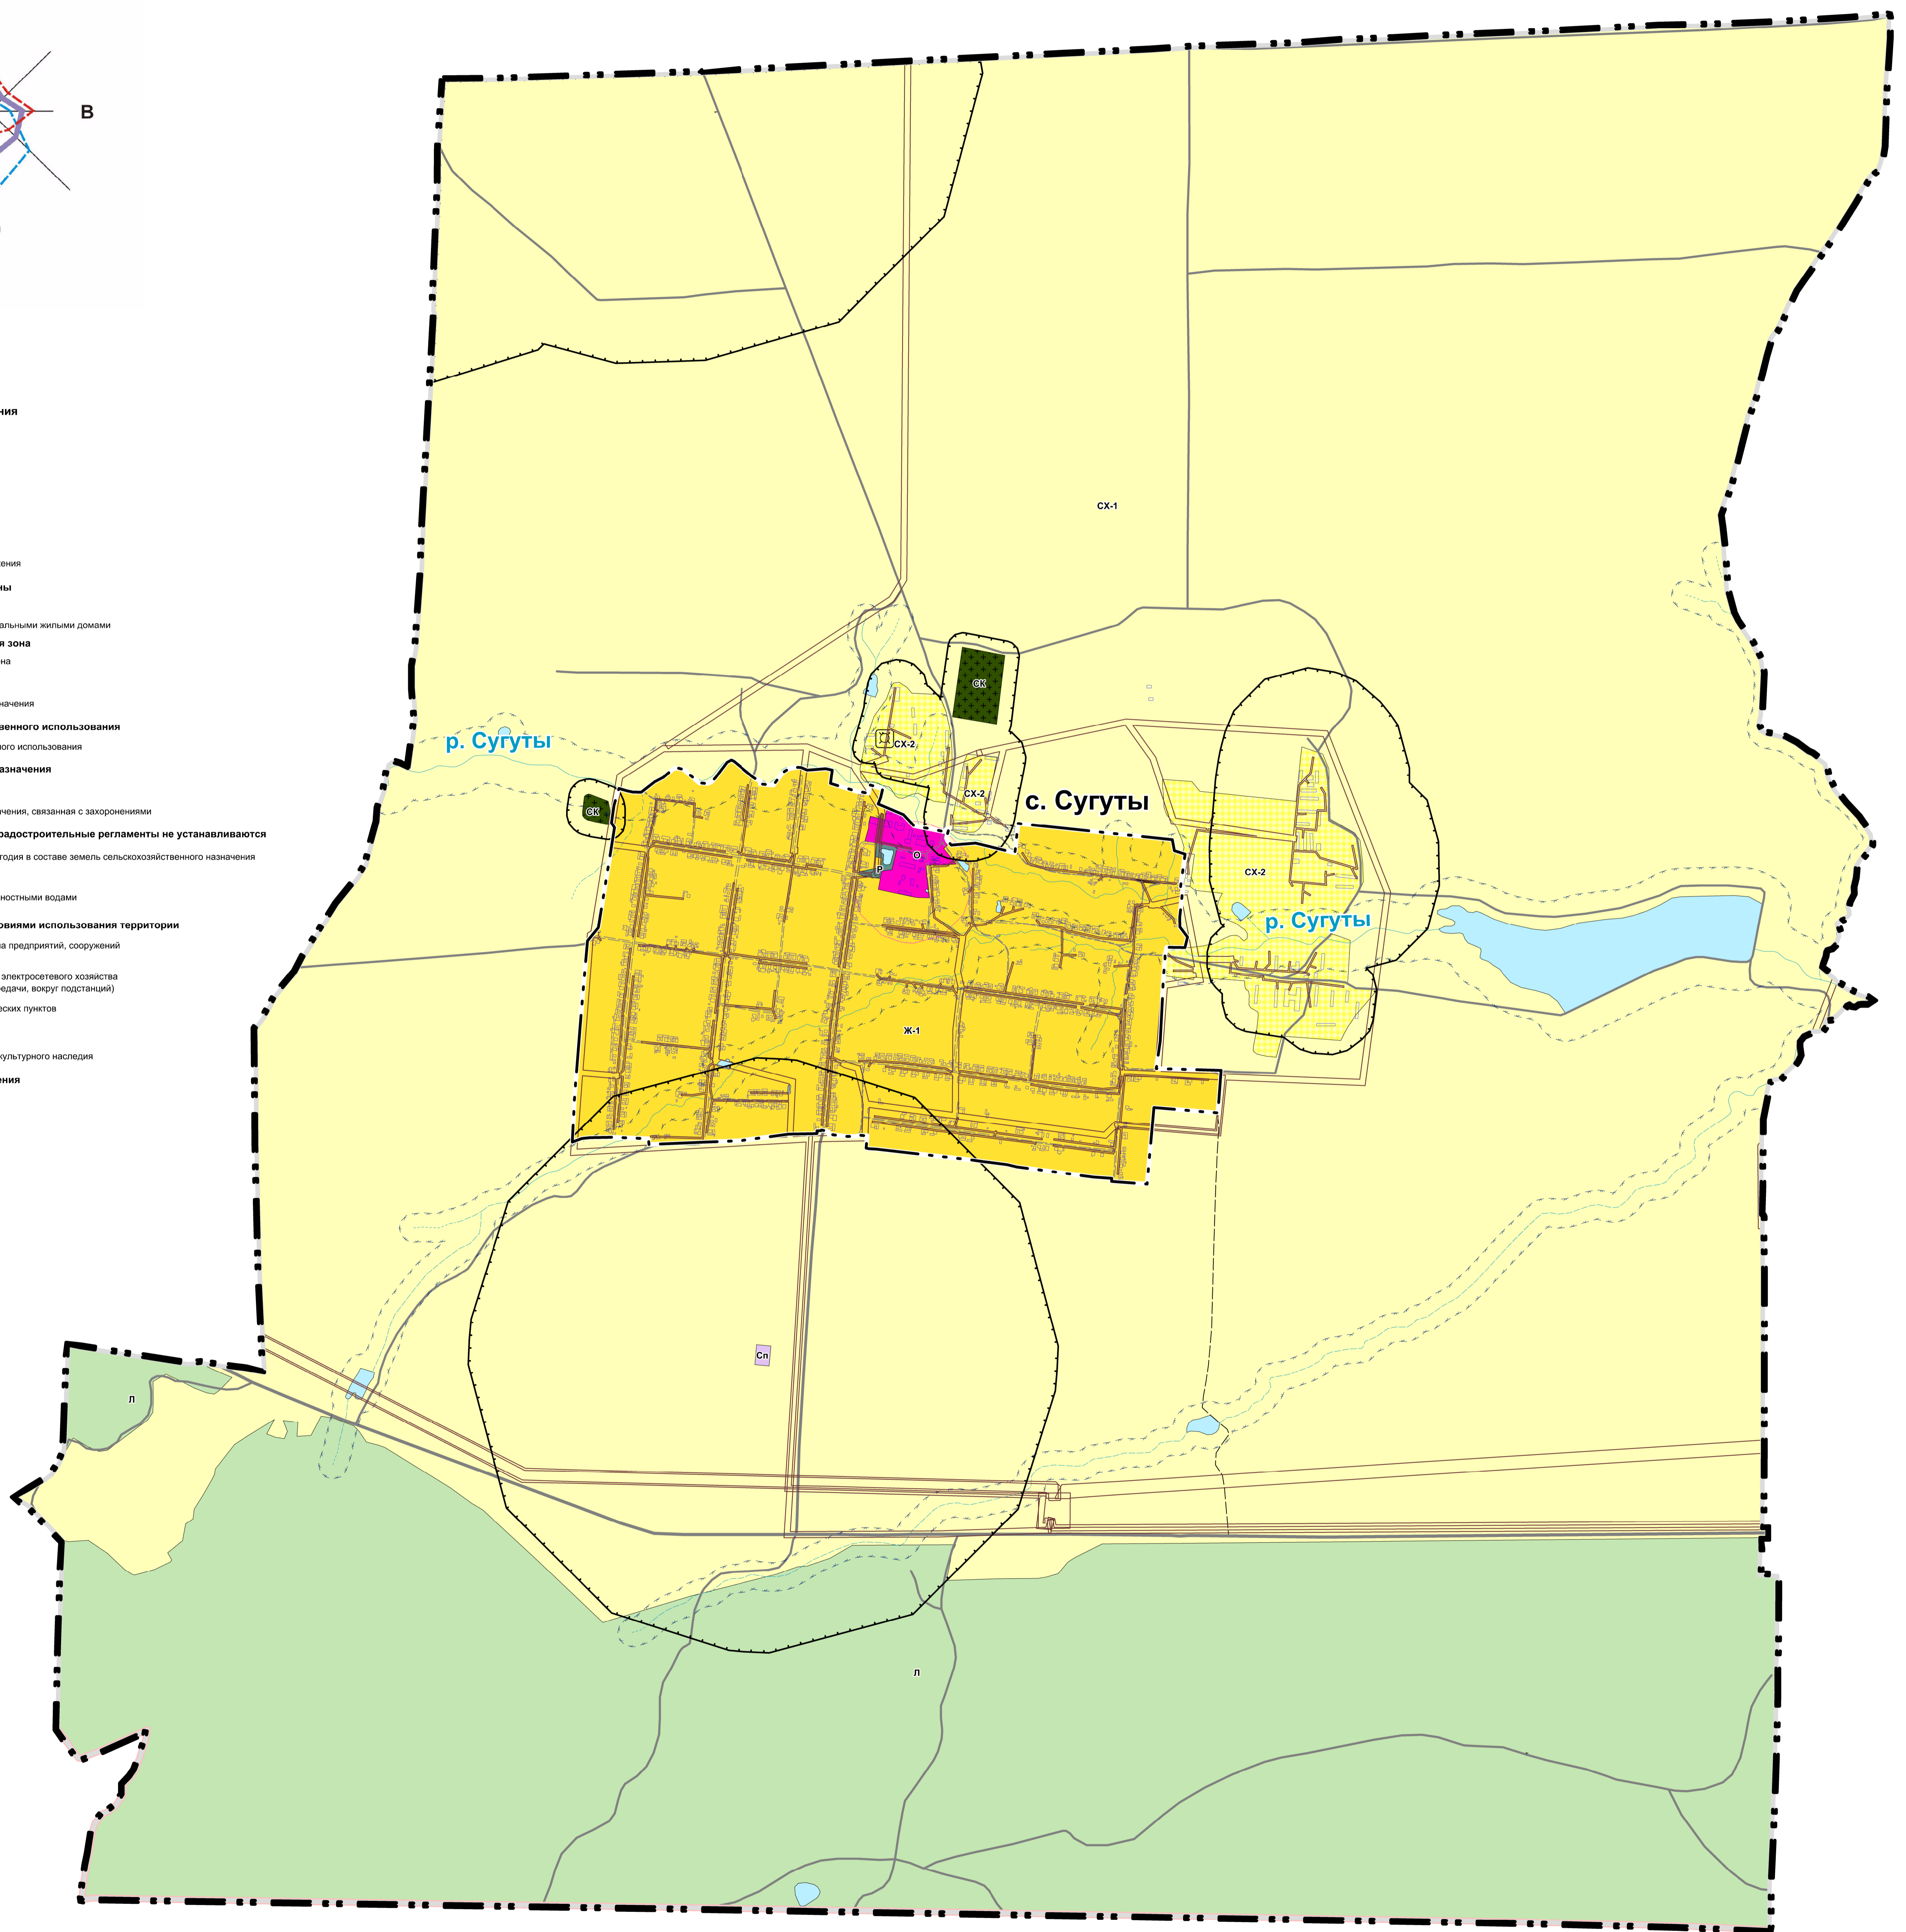 В
СХ-1
ния
ения
ны
альными жилыми домами
я зона
она
начения
венного использования
ного использования
азначения
чения, связанная с захоронениями
радостроительные регламенты не устанавливаются
годия в составе земель сельскохозяйственного назначения
ностными водами
овиями использования территории
на предприятий, сооружений
электросетевого хозяйства
едачи, вокруг подстанций)
еских пунктов
культурного наследия
ения
СК
р. Сугуты
СХ-2
СХ-2
с. Сугуты
СК
О
Р
СХ-2
р. Сугуты
Ж-1
Сп
Л
Л